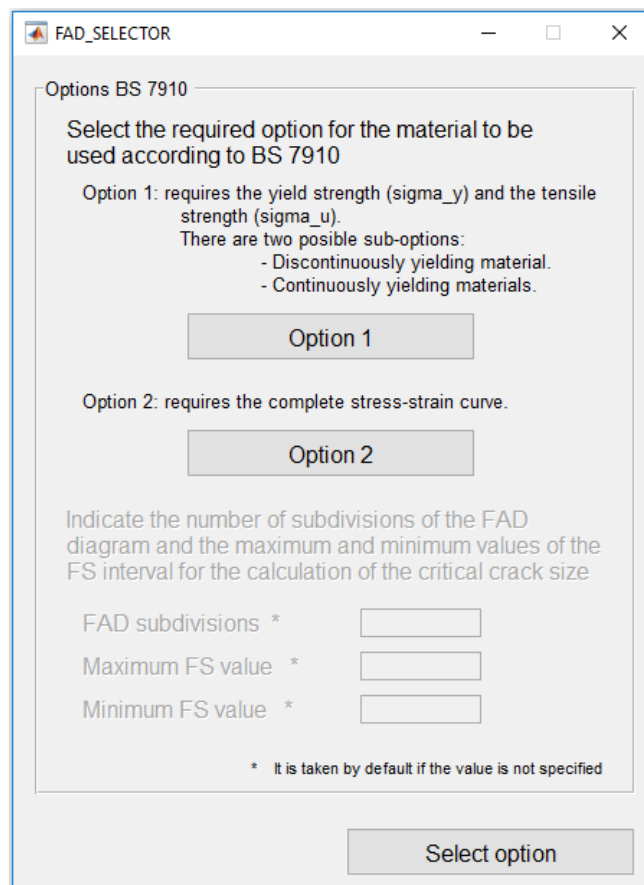 FAD_SELECTOR
Options BS 7910
Select the required option for the material to be
used according to BS 7910
Option 1: requires the yield strength (sigma_y) and the tensile
strength (sigma_u).
There are two posible sub-options:
- Discontinuously yielding material.
- Continuously yielding materials.
Option 1
Option 2: requires the complete stress-strain curve.
Option 2
Indicate the number of subdivisions of the FAD
diagram and the maximum and minimum values of the
FS interval for the calculation of the critical crack size
FAD subdivisions *
Maximum FS value *
Minimum FS value *
* It is taken by default if the value is not specified
Select option